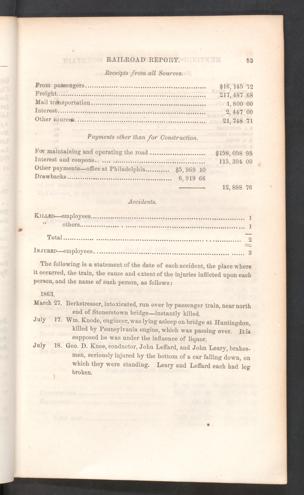 RAILROAD REPORT. 53
Receipts from all Sources.
From passengers $16,145 72
Freight 217,487 88
Mail transportation 1,800 00
Interest 2,447 00
Other sources 21,748 71
Payments other than for Construction.
For maintaining and operating the road $198,098 98
Interest and coupons 115,304 00
Other payments—office at Philadelphia $5,969 10
Drawbacks 6,919 66
12,888 76
Accidents.
KILLED—employees 1
" others 1
Total 2
INJURED—employees 3
The following is a statement of the date of each accident, the place where
it occurred, the train, the cause and extent of the injuries inflicted upon each
person, and the name of such person, as follows:
1863.
March 27. Berkstresser, intoxicated, run over by passenger train, near north
end of Stonerstown bridge—instantly killed.
July 17. Wm. Knode, engineer, was lying asleep on bridge at Huntingdon,
killed by Pennsylvania engine, which was passing over. It is
supposed he was under the influence of liquor.
July 18. Geo. D. Knee, conductor, John Leffard, and John Leary, brakes-
men, seriously injured by the bottom of a car falling down, on
which they were standing. Leary and Leffard each had leg
broken.